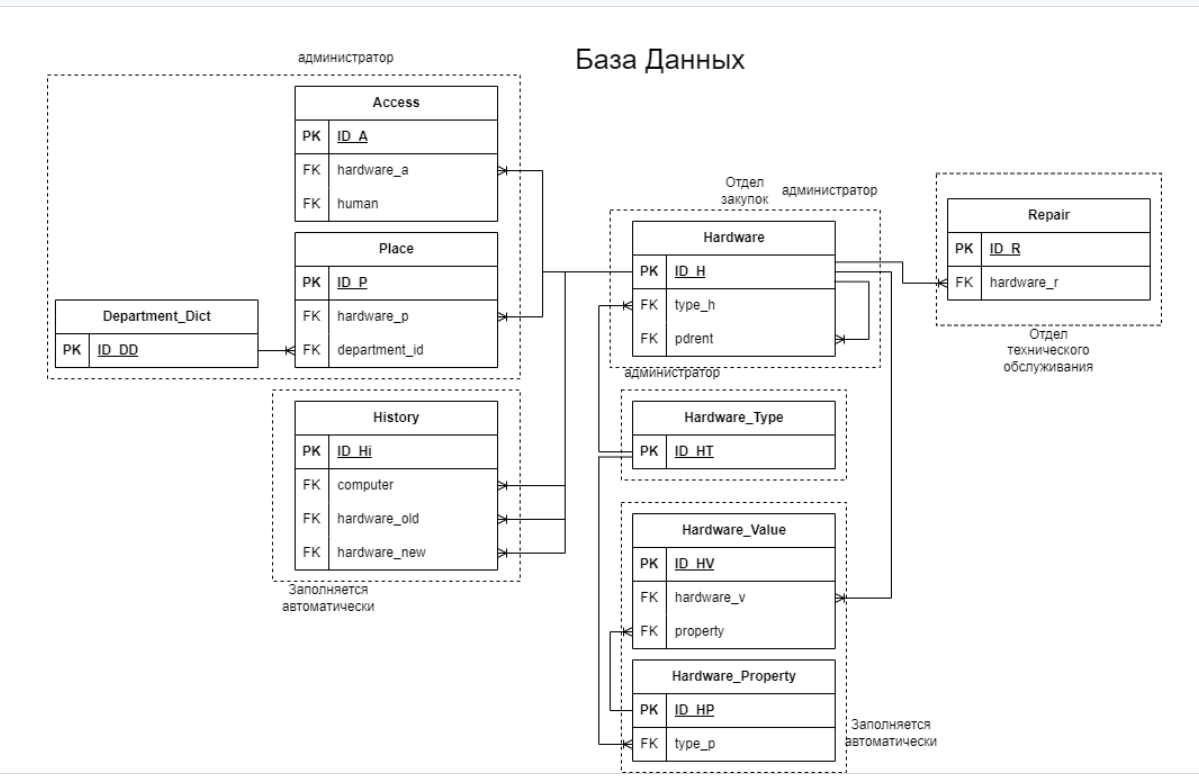 База Данных
администратор
Access
PK ID_A
FK hardware_a
FK human
Place
PK ID_P
FK hardware_p
FK department_id
Department_Dict
PK ID_DD
History
PK ID_Hi
FK computer
FK hardware_old
FK hardware_new
Заполняется
автоматически
Отдел
закупок
администратор
Hardware
PK ID_H
FK type_h
FK pdrent
администратор
Hardware_Type
PK ID_HT
Hardware_Value
PK ID_HV
FK hardware_v
FK property
Hardware_Property
PK ID_HP
FK type_p
Заполняется
автоматически
Repair
PK ID_R
FK hardware_r
Отдел
технического
обслуживания